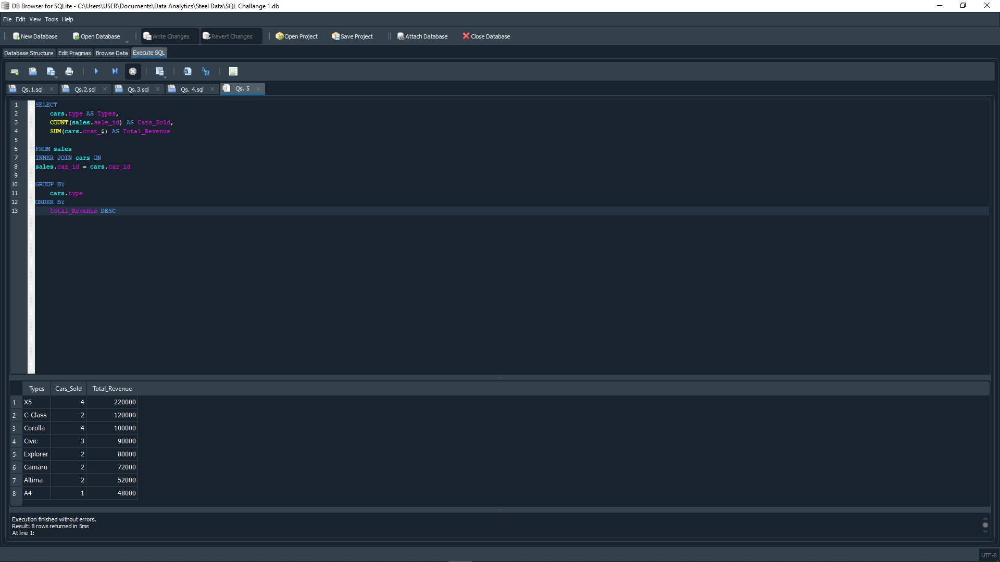 DB Browser for SQLite - C:\Users\USER\Documents\Data Analytics\Steel Data\SQL Challange 1.db
File Edit View Tools Help
New Database Open Database Write Changes Revert Changes Open Project Save Project Attach Database Close Database
Database Structure Edit Pragmas Browse Data Execute SQL
Qs.1.sql Qs.2.sql Qs.3.sql Qs. 4.sql Qs. 5
1 SELECT
2 cars.type AS Types,
3 COUNT(sales.sale_id) AS Cars_Sold,
4 SUM(cars.cost_$) AS Total_Revenue
5
6 FROM sales
7 INNER JOIN cars ON
8 sales.car_id = cars.car_id
9
10 GROUP BY
11 cars.type
12 ORDER BY
13 Total_Revenue DESC
Types Cars_Sold Total_Revenue
1 X5 4 220000
2 C-Class 2 120000
3 Corolla 4 100000
4 Civic 3 90000
5 Explorer 2 80000
6 Camaro 2 72000
7 Altima 2 52000
8 A4 1 48000
Execution finished without errors.
Result: 8 rows returned in 5ms
At line 1:
UTF-8